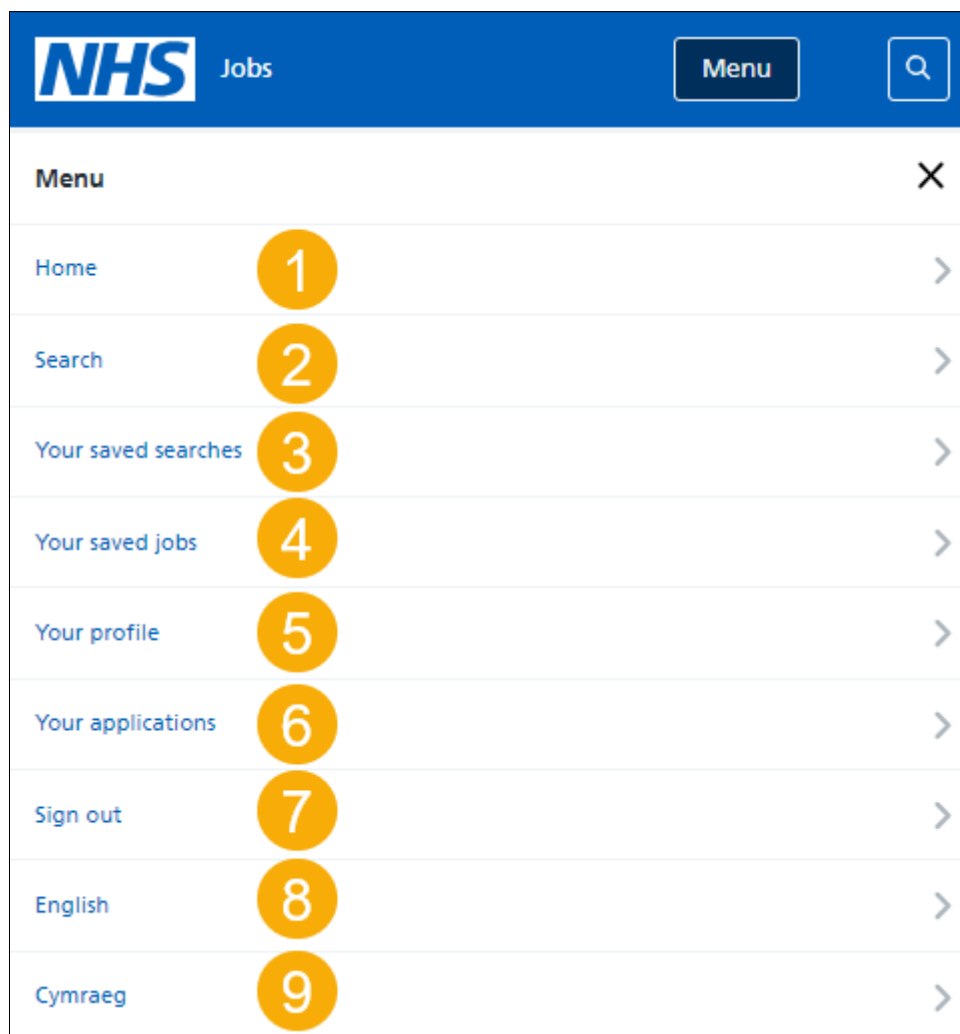 NHS Jobs Menu
Menu
Home 1
Search 2
Your saved searches 3
Your saved jobs 4
Your profile 5
Your applications 6
Sign out 7
English 8
Cymraeg 9